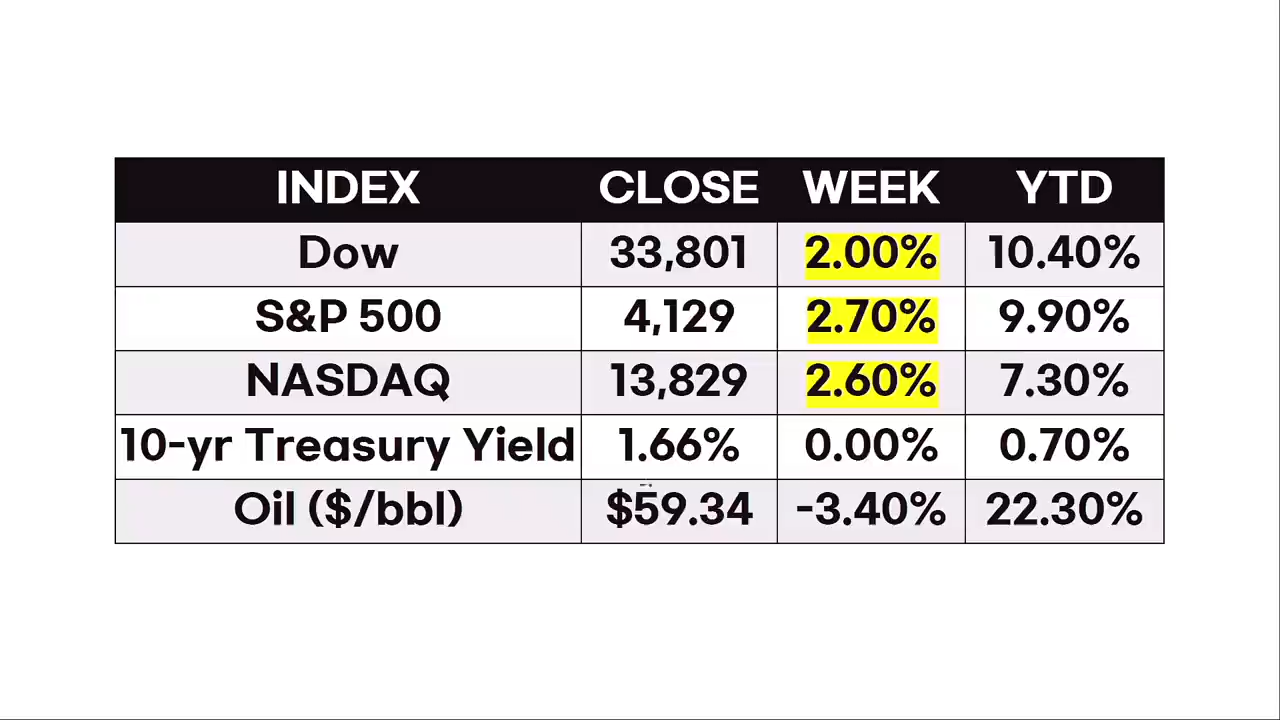 INDEX CLOSE WEEK YTD
Dow 33,801 2.00% 10.40%
S&P 500 4,129 2.70% 9.90%
NASDAQ 13,829 2.60% 7.30%
10-yr Treasury Yield 1.66% 0.00% 0.70%
Oil ($/bbl) $59.34 -3.40% 22.30%